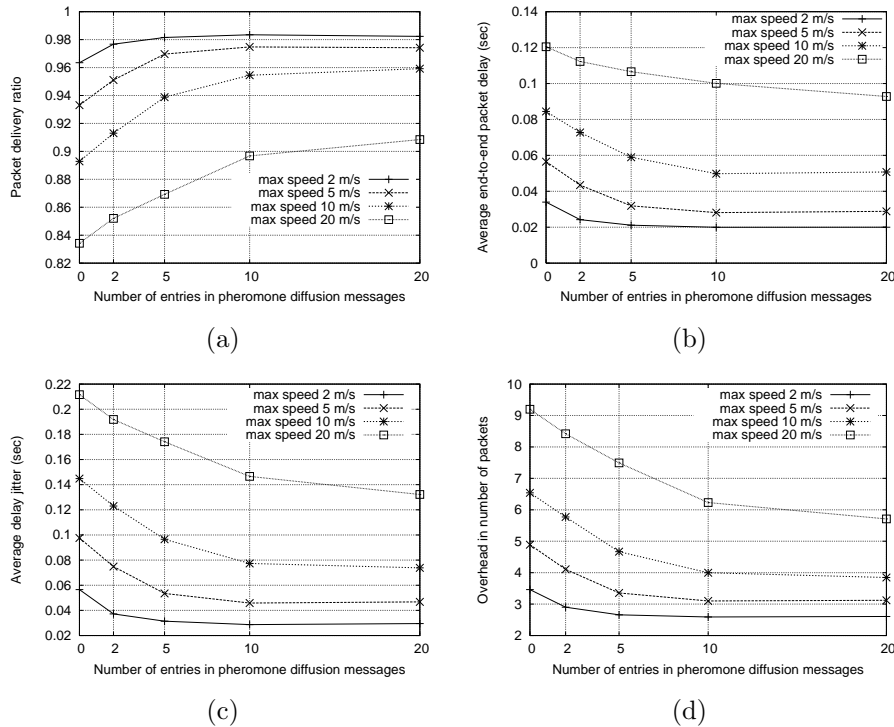 0.82
0.84
0.86
0.88
0.9
0.92
0.94
0.96
0.98
1
0 2 5 10 20
Packet delivery ratio
Number of entries in pheromone diffusion messages
max speed 2 m/s
max speed 5 m/s
max speed 10 m/s
max speed 20 m/s
(a)
0
0.02
0.04
0.06
0.08
0.1
0.12
0.14
0 2 5 10 20
Average end-to-end packet delay (sec)
Number of entries in pheromone diffusion messages
max speed 2 m/s
max speed 5 m/s
max speed 10 m/s
max speed 20 m/s
(b)
0.02
0.04
0.06
0.08
0.1
0.12
0.14
0.16
0.18
0.2
0.22
0 2 5 10 20
Average delay jitter (sec)
Number of entries in pheromone diffusion messages
max speed 2 m/s
max speed 5 m/s
max speed 10 m/s
max speed 20 m/s
(c)
2
3
4
5
6
7
8
9
10
0 2 5 10 20
Overhead in number of packets
Number of entries in pheromone diffusion messages
max speed 2 m/s
max speed 5 m/s
max speed 10 m/s
max speed 20 m/s
(d)